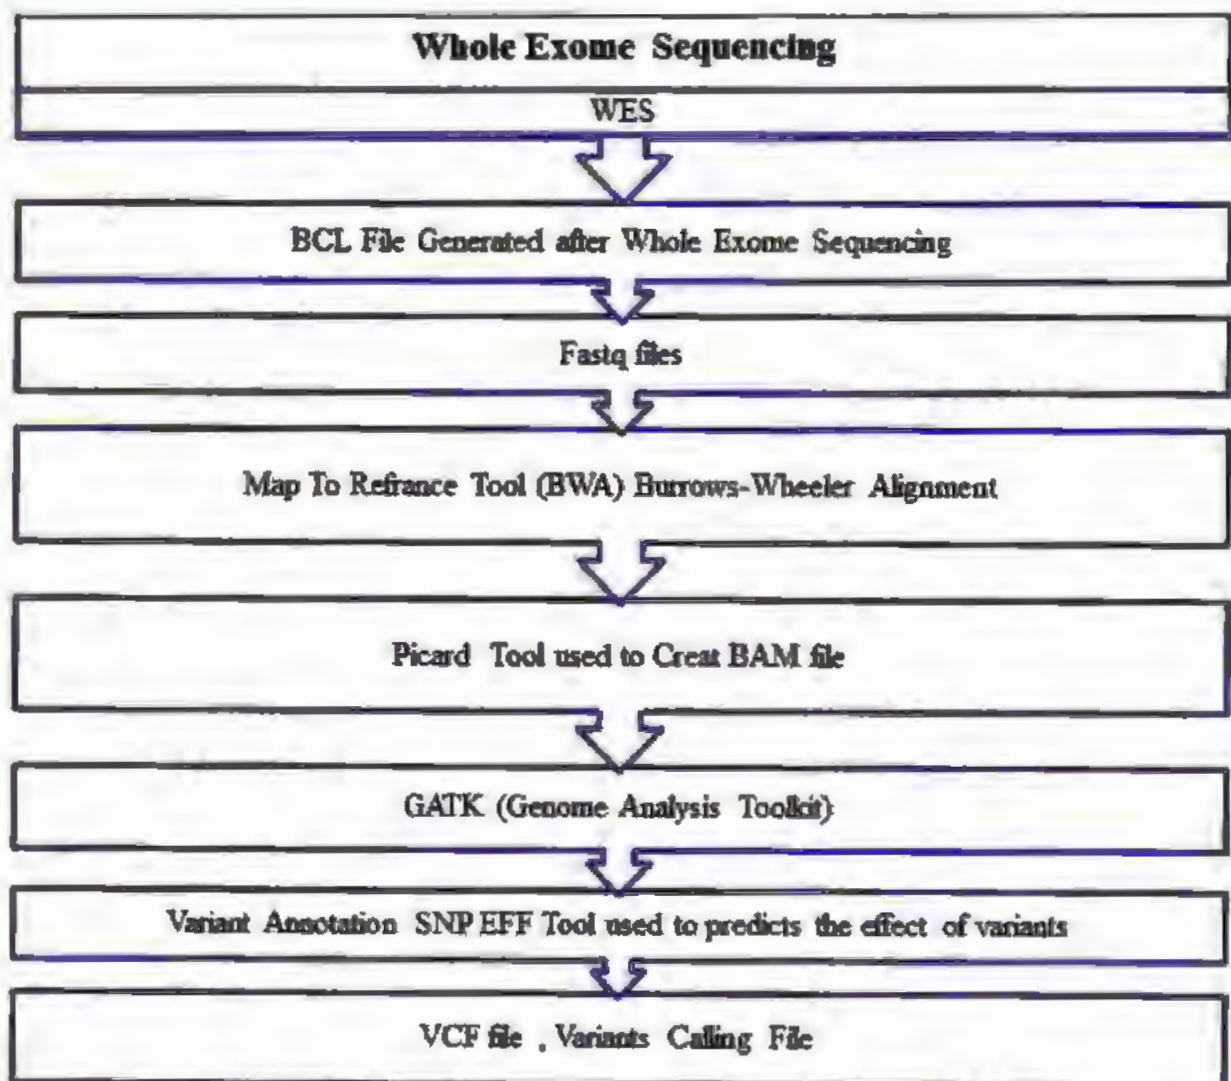 Whole Exome Sequencing
WES
BCL File Generated after Whole Exome Sequencing
Fastq files
Map To Refrance Tool (BWA) Burrows-Wheeler Alignment
Picard Tool used to Creat BAM file
GATK (Genome Analysis Toolkit)
Variant Annotation SNP EFF Tool used to predicts the effect of variants
VCF file , Variants Calling File